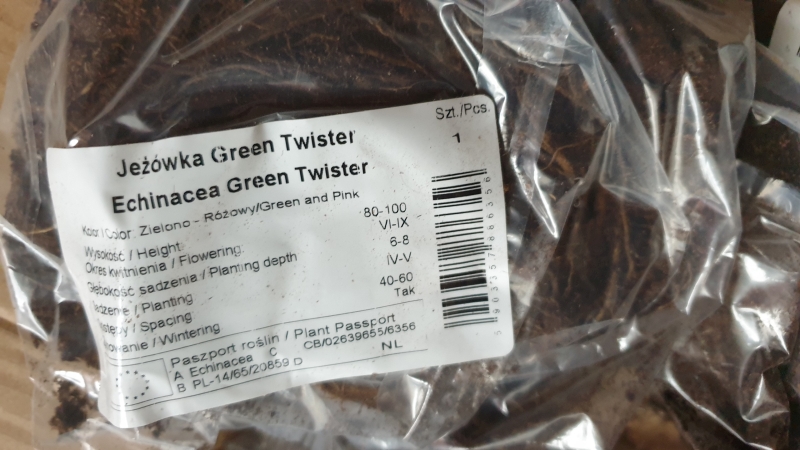 Szt./Pcs.
1
Jeżówka Green Twister
Echinacea Green Twister
Kolor / Color. Zielono - Różowy/Green and Pink
Wysokość / Height 80-100
Okres kwitnienia / Flowering VI-IX
Głębokość sadzenia / Planting depth 6-8
Sadzenie / Planting IV-V
/ Spacing 40-60
/ Wintering Tak
Paszport roślin / Plant Passport
A Echinacea C CB/02639655/6356
B PL-14/65/20859 D NL